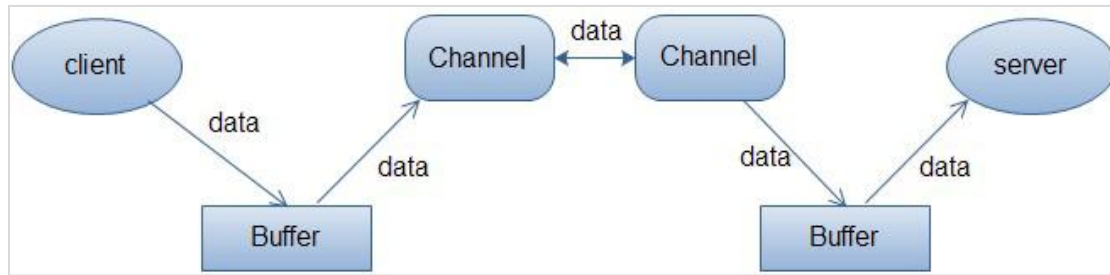 client
data
Buffer
data
Channel
data
Channel
data
Buffer
data
server